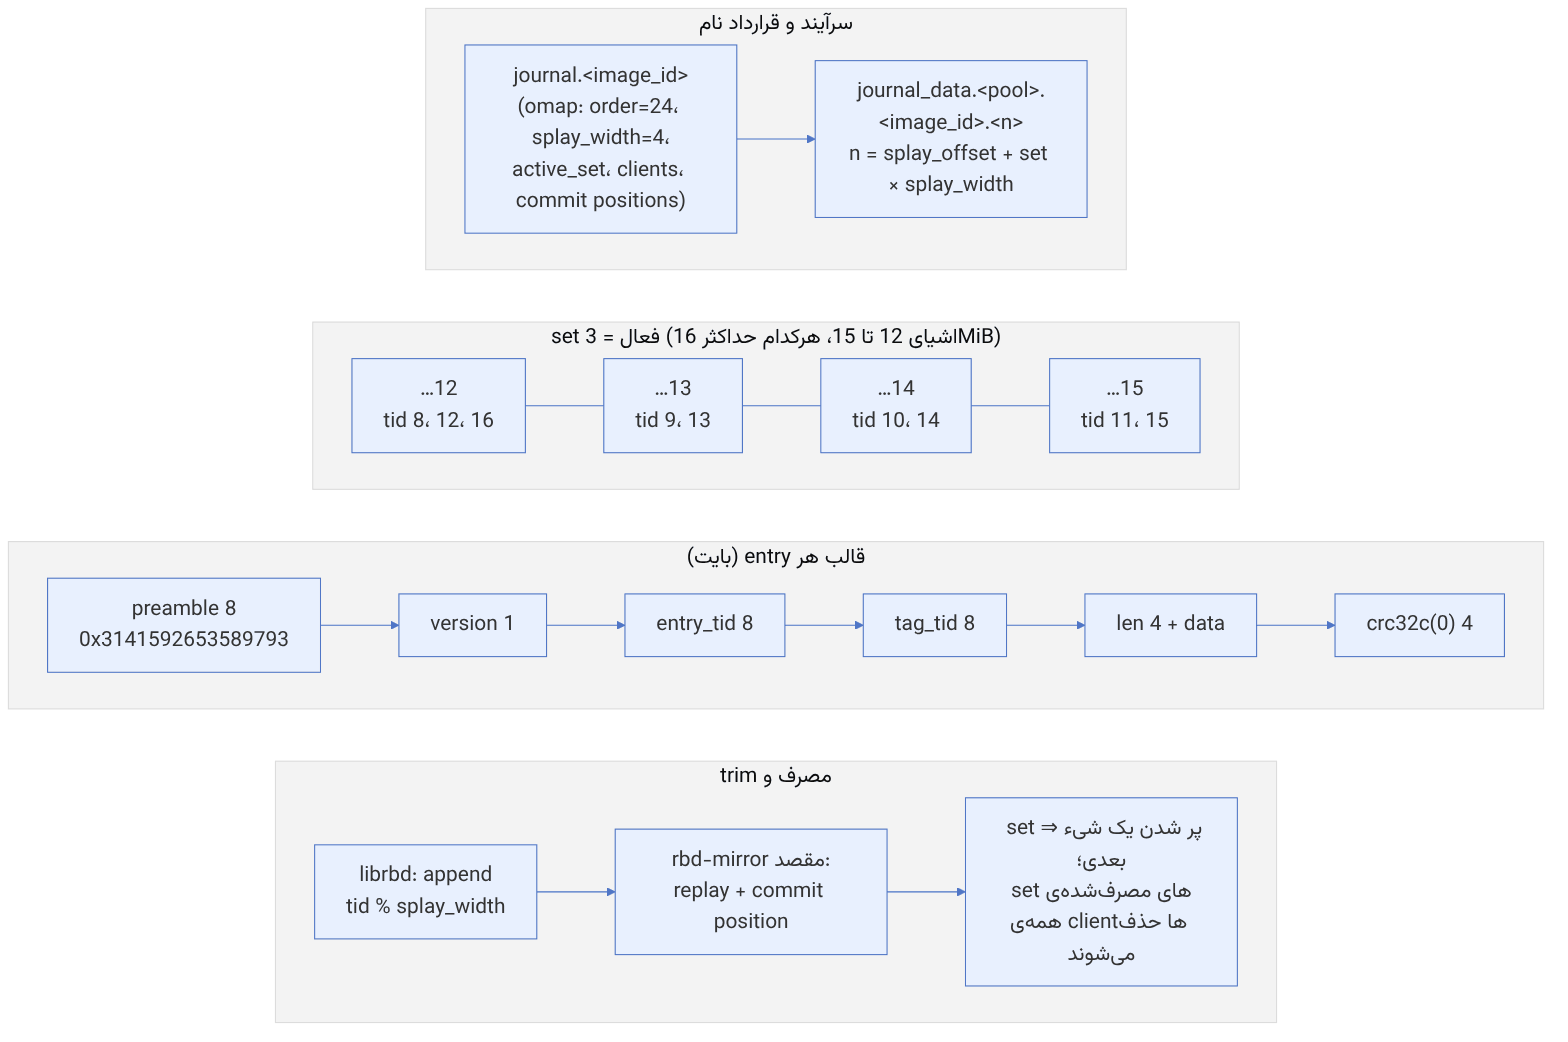 سرآیند و قرارداد نام
journal.<image_id>
(omap: order=24،
splay_width=4،
active_set، clients،
commit positions)
journal_data.<pool>.
<image_id>.<n>
n = splay_offset + set
× splay_width
set 3 = فعال (اشیای 12 تا 15، هرکدام حداکثر 16MiB)
…12
tid 8، 12، 16
…13
tid 9، 13
…14
tid 10، 14
…15
tid 11، 15
قالب هر entry (بایت)
preamble 8
0x3141592653589793
version 1
entry_tid 8
tag_tid 8
len 4 + data
crc32c(0) 4
مصرف و trim
librbd: append
tid % splay_width
rbd-mirror مقصد:
replay + commit
position
پر شدن یک شیء ⇒ set
بعدی؛
set های مصرف‌شده‌ی
همه‌ی clientها حذف
می‌شوند